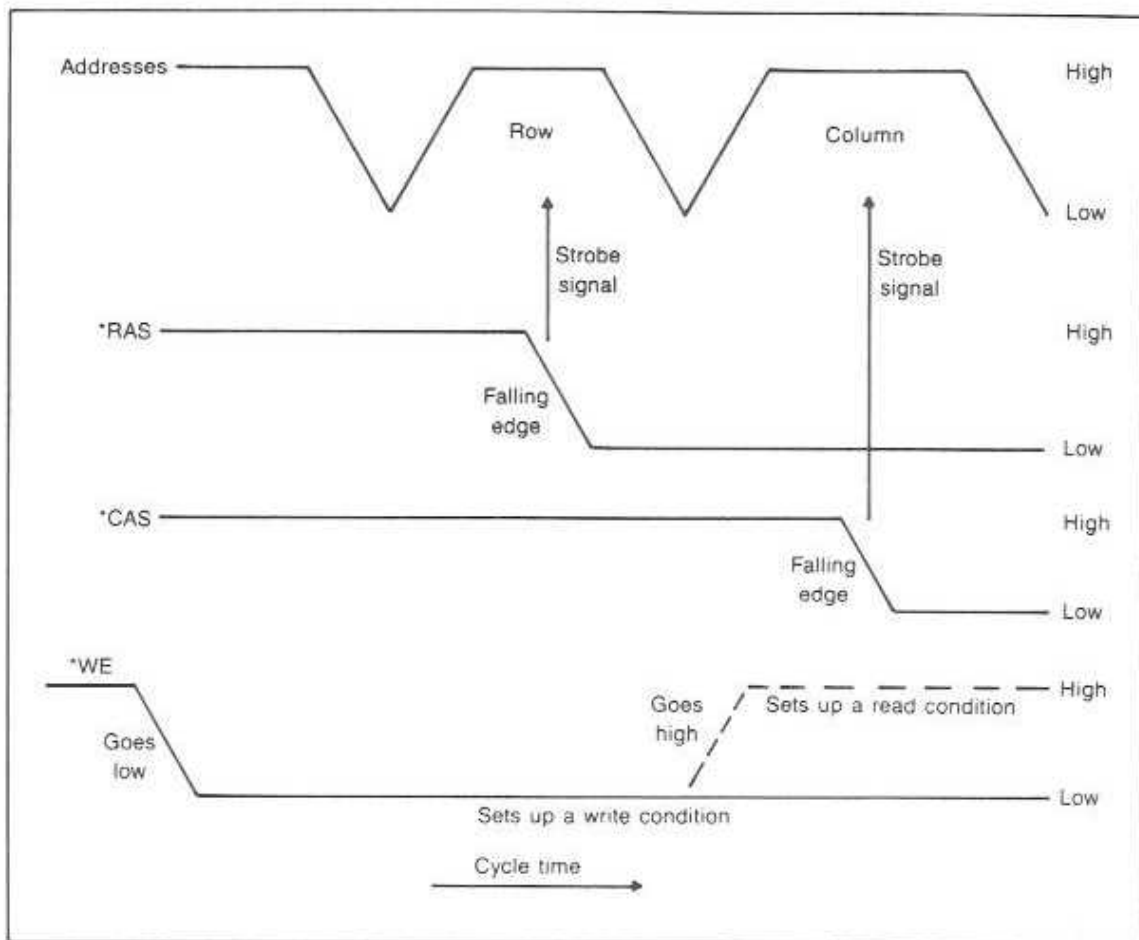 Addresses
High
Row
Column
Low
Strobe
signal
Strobe
signal
*RAS
High
Falling
edge
Low
*CAS
High
Falling
edge
Low
*WE
High
Goes
high
Sets up a read condition
Goes
low
Low
Sets up a write condition
Cycle time